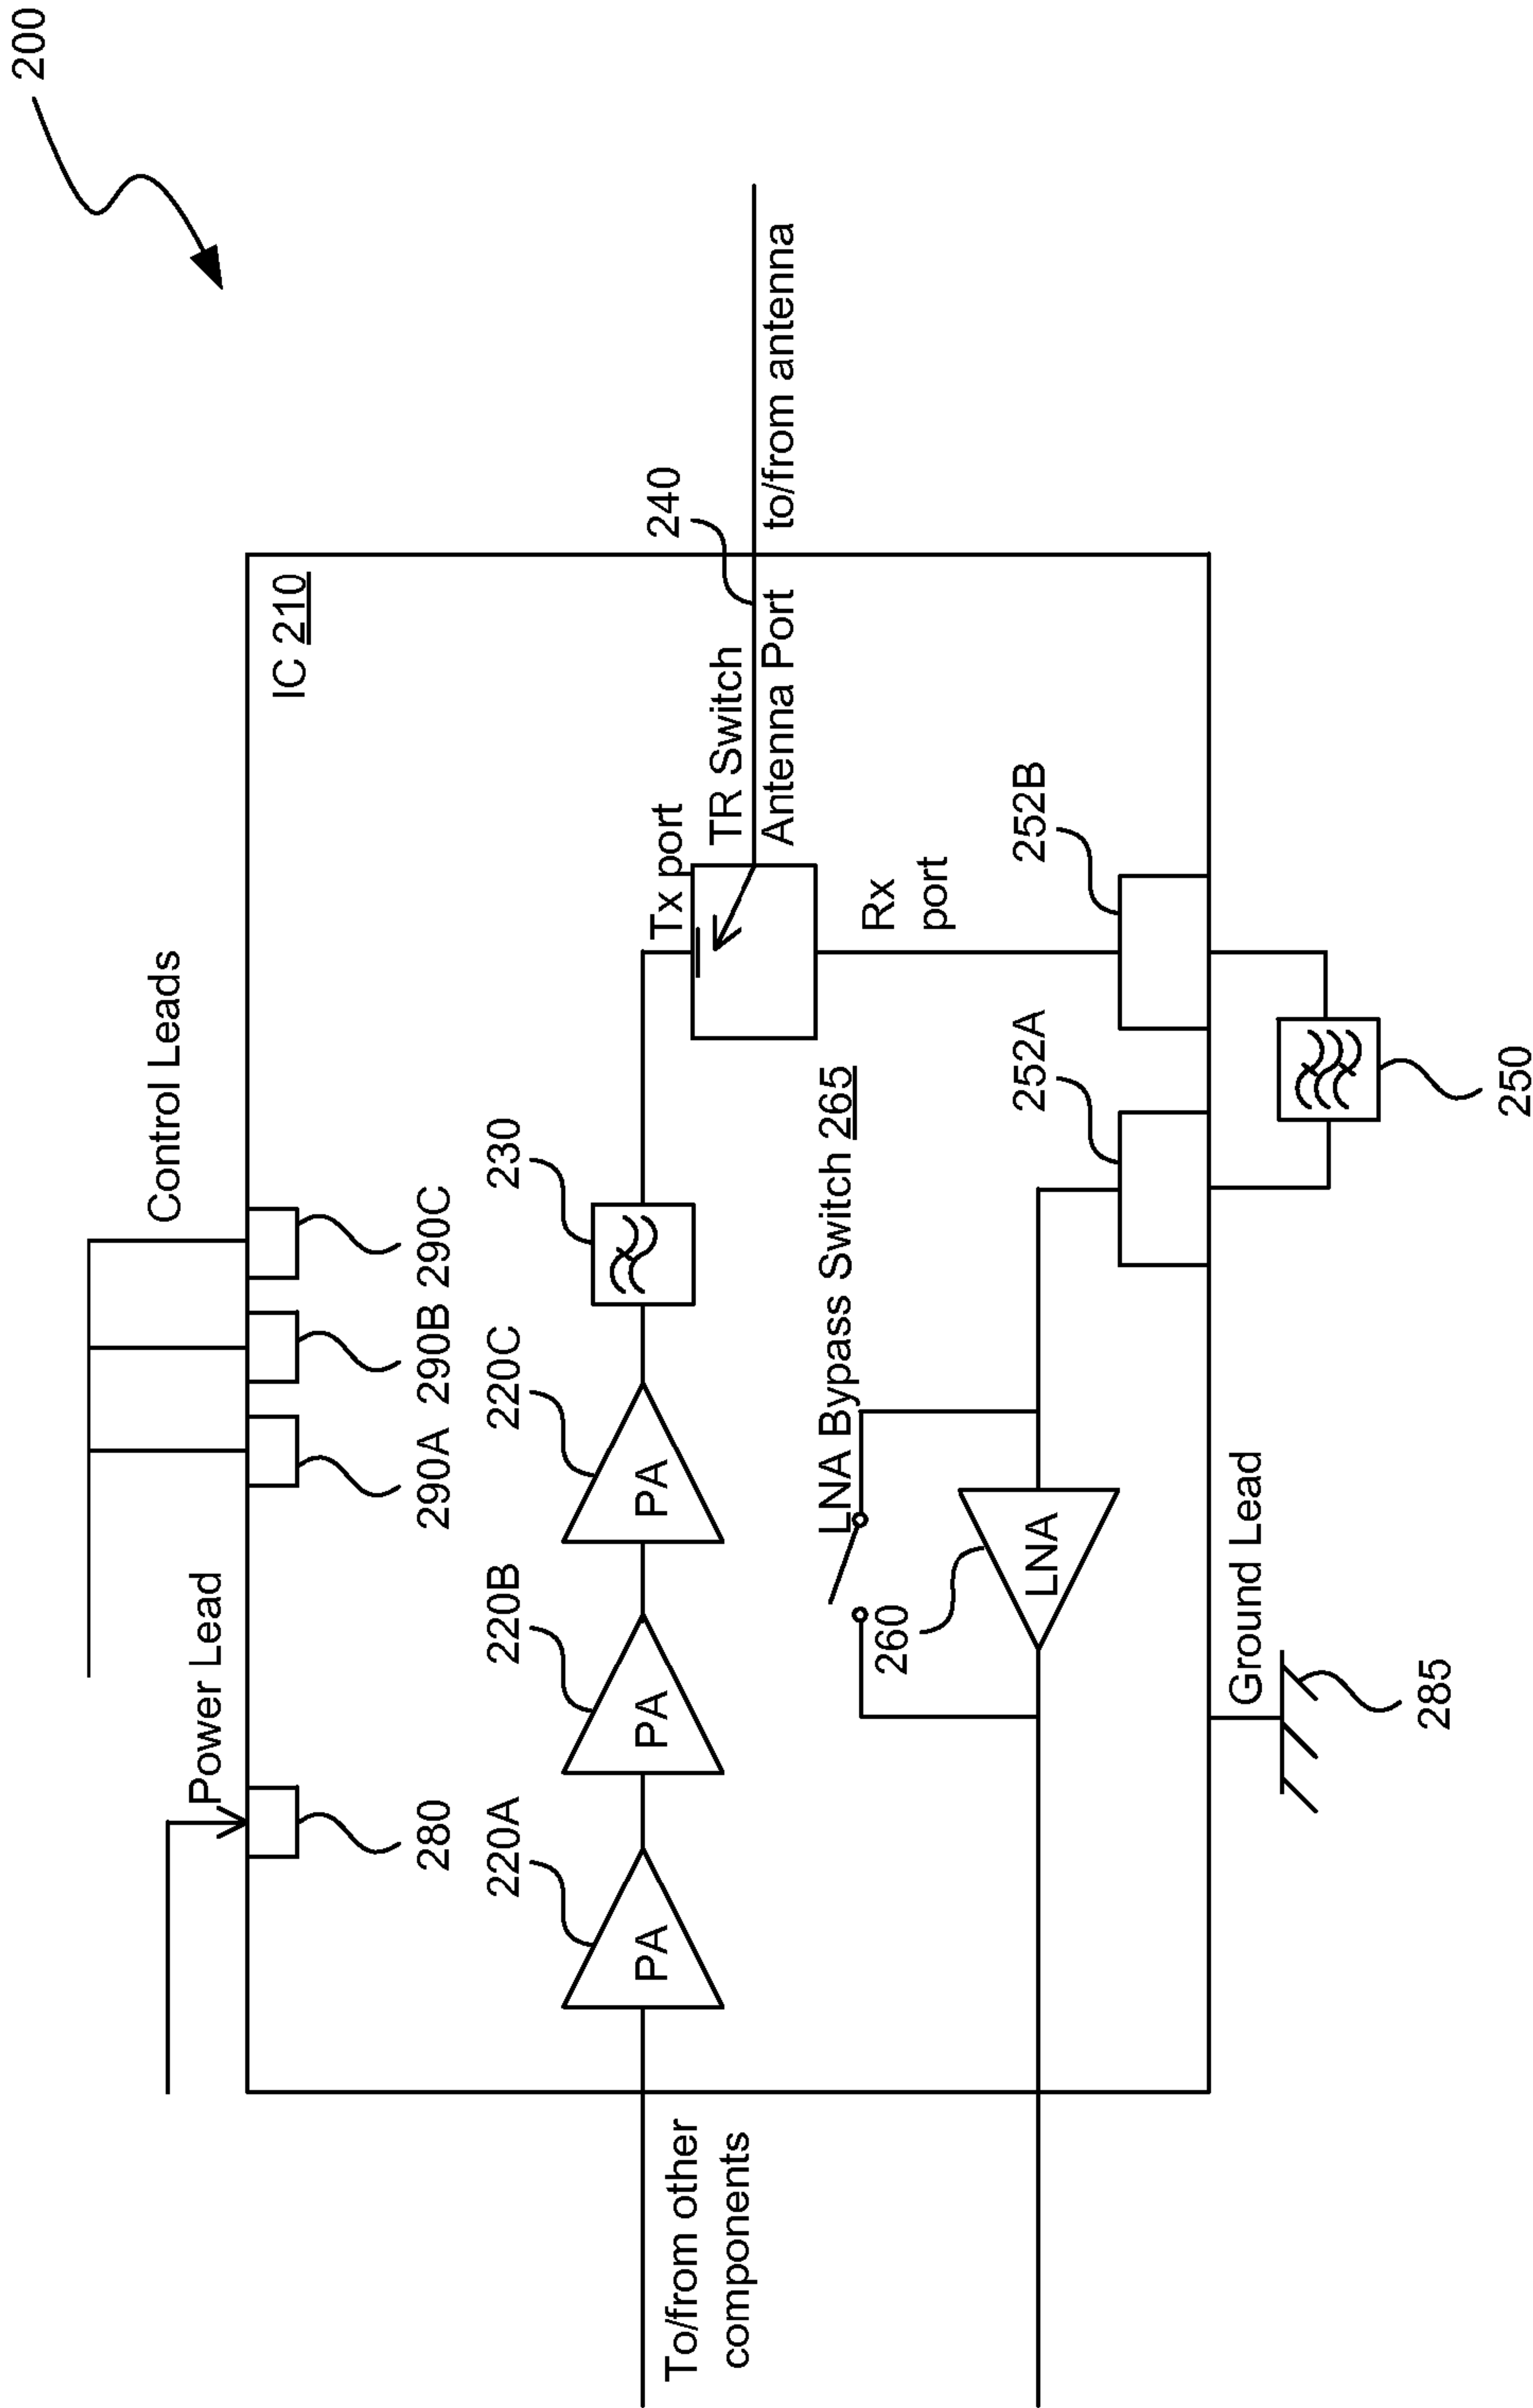 200
Control Leads
Power Lead
IC 210
280
290A
290B
290C
220A
220B
220C
230
240
PA
PA
PA
Tx port
TR Switch
Antenna Port
to/from antenna
To/from other
components
LNA Bypass Switch 265
Rx
port
260
LNA
252A
252B
Ground Lead
285
250